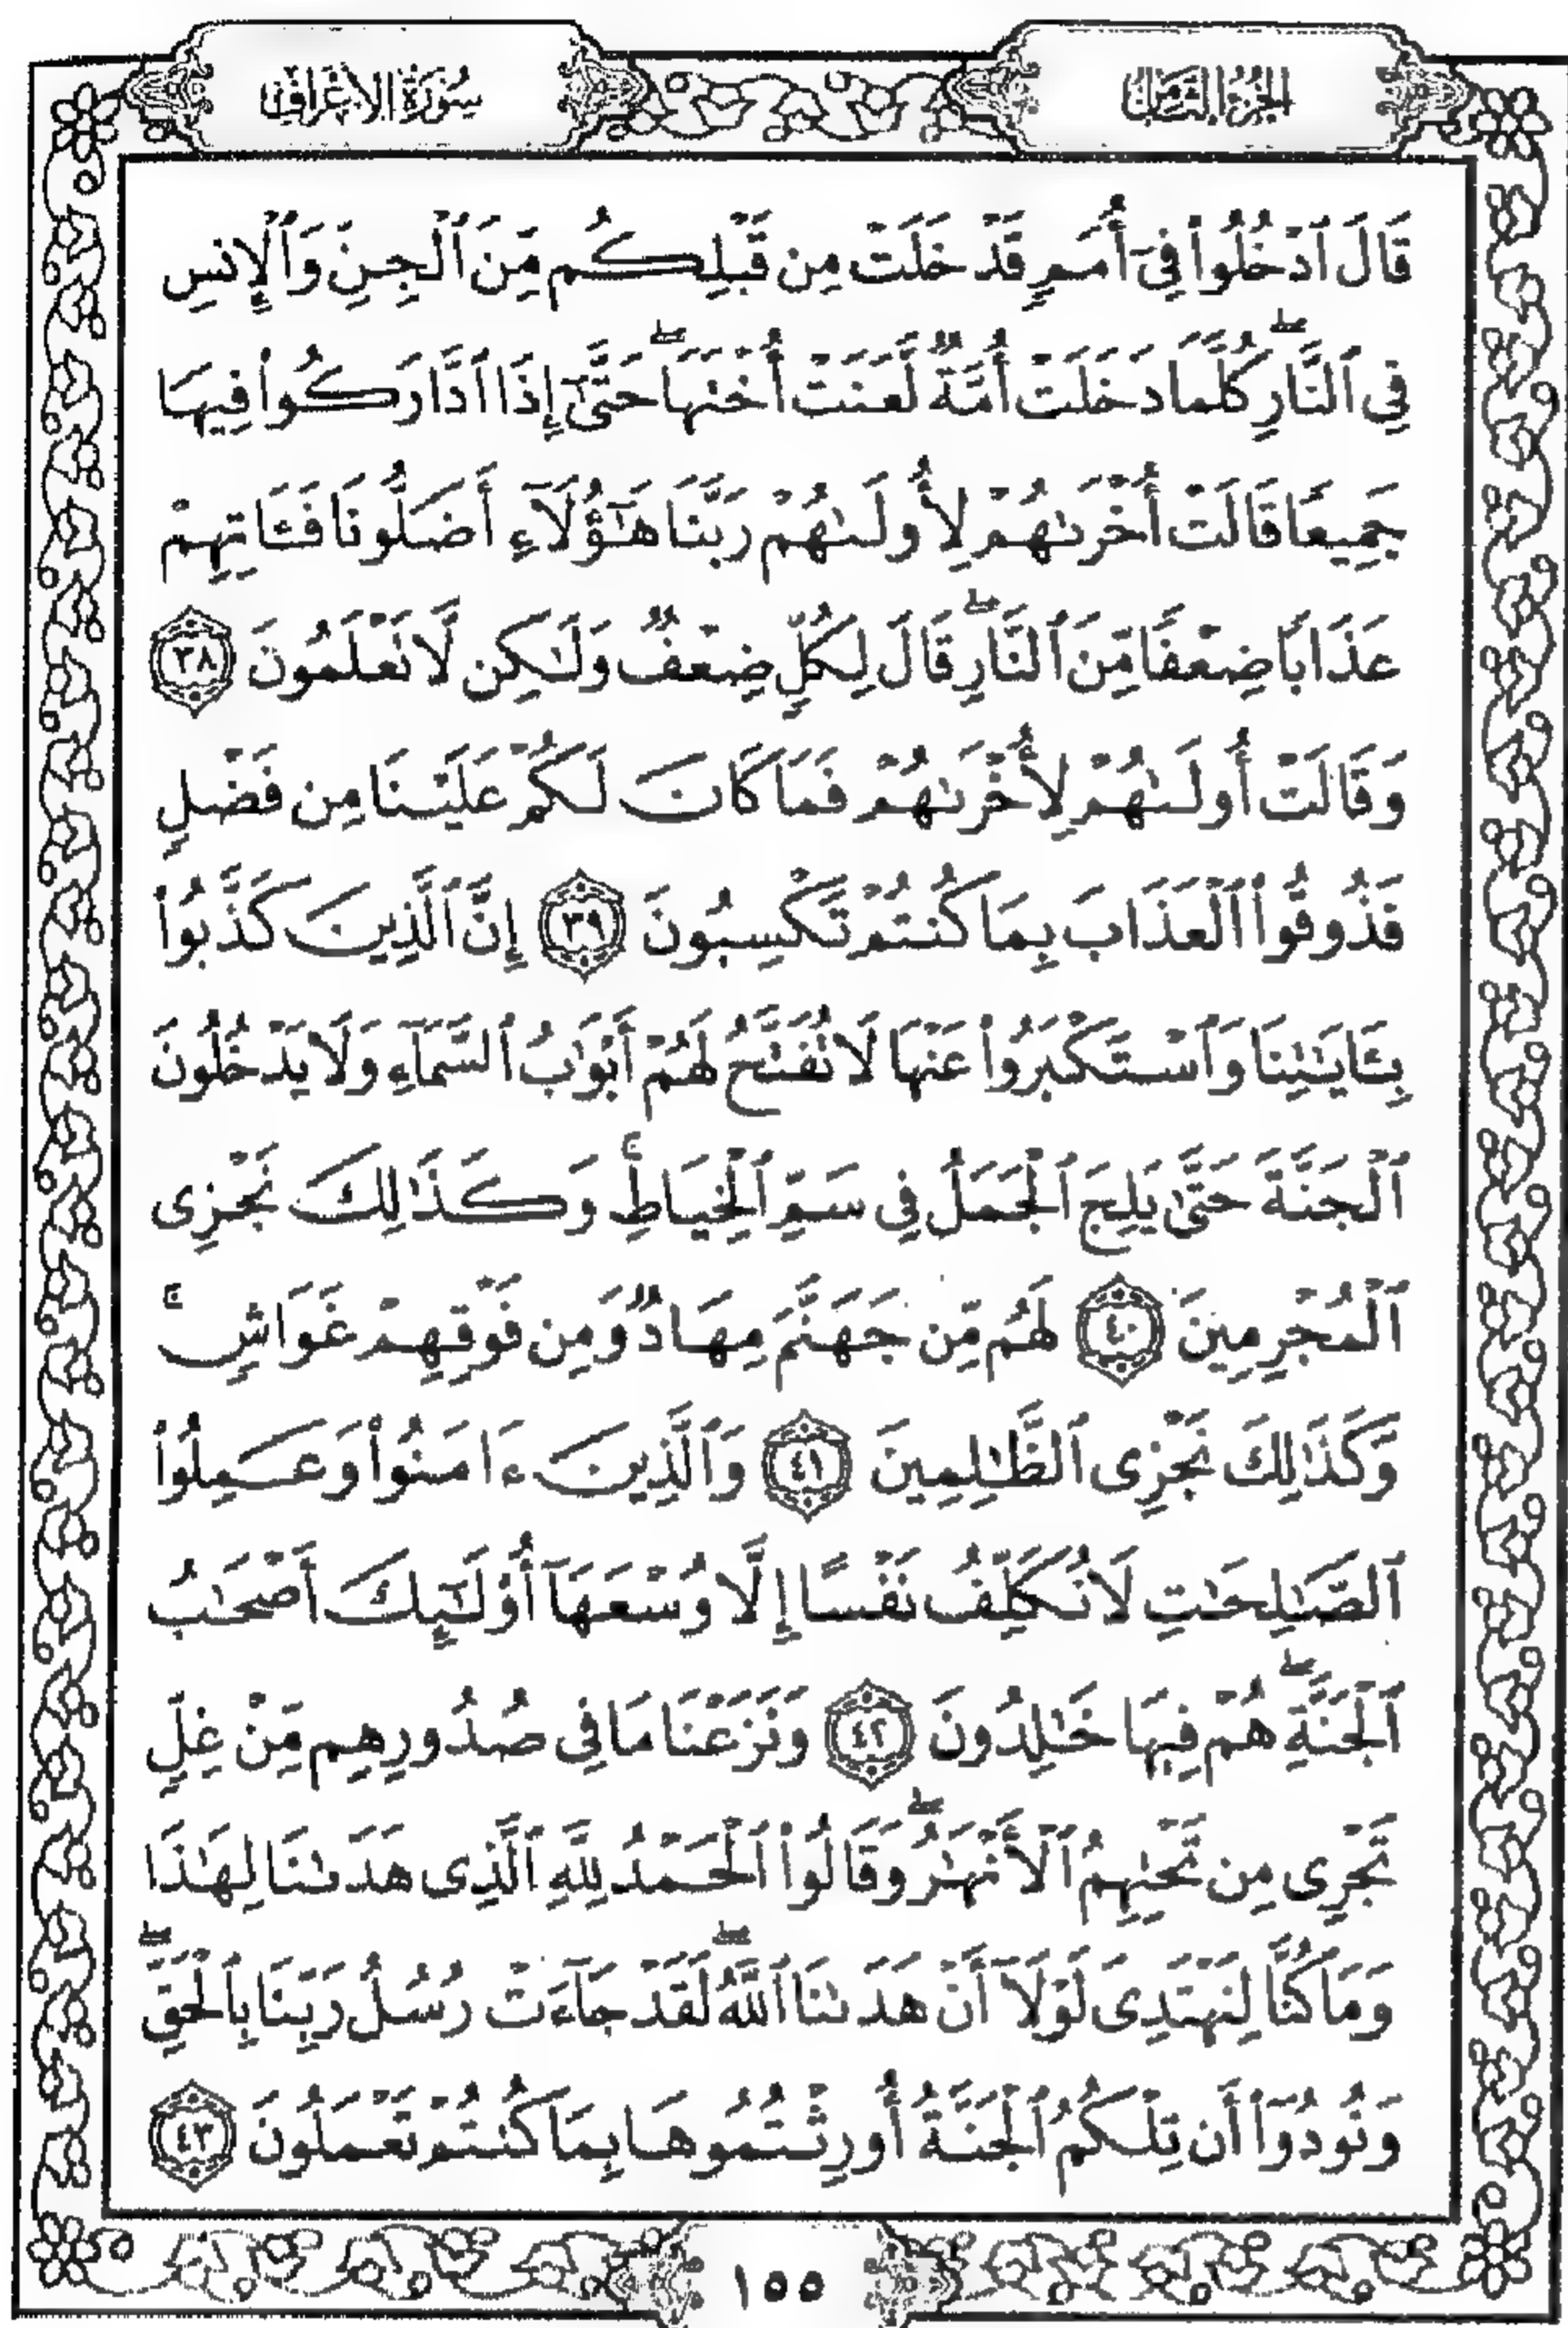 الجزء الثامن
سورة الأعراف
قَالَ ٱدْخُلُوا۟ فِىٓ أُمَمٍ قَدْ خَلَتْ مِن قَبْلِكُم مِّنَ ٱلْجِنِّ وَٱلْإِنسِ
فِى ٱلنَّارِ ۖ كُلَّمَا دَخَلَتْ أُمَّةٌ لَّعَنَتْ أُخْتَهَا ۖ حَتَّىٰٓ إِذَا ٱدَّارَكُوا۟ فِيهَا
جَمِيعًا قَالَتْ أُخْرَىٰهُمْ لِأُولَىٰهُمْ رَبَّنَا هَٰٓؤُلَآءِ أَضَلُّونَا فَـَٔاتِهِمْ
عَذَابًا ضِعْفًا مِّنَ ٱلنَّارِ ۖ قَالَ لِكُلٍّ ضِعْفٌ وَلَٰكِن لَّا تَعْلَمُونَ ٣٨
وَقَالَتْ أُولَىٰهُمْ لِأُخْرَىٰهُمْ فَمَا كَانَ لَكُمْ عَلَيْنَا مِن فَضْلٍ
فَذُوقُوا۟ ٱلْعَذَابَ بِمَا كُنتُمْ تَكْسِبُونَ ٣٩ إِنَّ ٱلَّذِينَ كَذَّبُوا۟
بِـَٔايَٰتِنَا وَٱسْتَكْبَرُوا۟ عَنْهَا لَا تُفَتَّحُ لَهُمْ أَبْوَٰبُ ٱلسَّمَآءِ وَلَا يَدْخُلُونَ
ٱلْجَنَّةَ حَتَّىٰ يَلِجَ ٱلْجَمَلُ فِى سَمِّ ٱلْخِيَاطِ ۚ وَكَذَٰلِكَ نَجْزِى
ٱلْمُجْرِمِينَ ٤٠ لَهُم مِّن جَهَنَّمَ مِهَادٌ وَمِن فَوْقِهِمْ غَوَاشٍ ۚ
وَكَذَٰلِكَ نَجْزِى ٱلظَّٰلِمِينَ ٤١ وَٱلَّذِينَ ءَامَنُوا۟ وَعَمِلُوا۟
ٱلصَّٰلِحَٰتِ لَا نُكَلِّفُ نَفْسًا إِلَّا وُسْعَهَآ أُو۟لَٰٓئِكَ أَصْحَٰبُ
ٱلْجَنَّةِ ۖ هُمْ فِيهَا خَٰلِدُونَ ٤٢ وَنَزَعْنَا مَا فِى صُدُورِهِم مِّنْ غِلٍّ
تَجْرِى مِن تَحْتِهِمُ ٱلْأَنْهَٰرُ ۖ وَقَالُوا۟ ٱلْحَمْدُ لِلَّهِ ٱلَّذِى هَدَىٰنَا لِهَٰذَا
وَمَا كُنَّا لِنَهْتَدِىَ لَوْلَآ أَنْ هَدَىٰنَا ٱللَّهُ ۖ لَقَدْ جَآءَتْ رُسُلُ رَبِّنَا بِٱلْحَقِّ ۖ
وَنُودُوٓا۟ أَن تِلْكُمُ ٱلْجَنَّةُ أُورِثْتُمُوهَا بِمَا كُنتُمْ تَعْمَلُونَ ٤٣
١٥٥